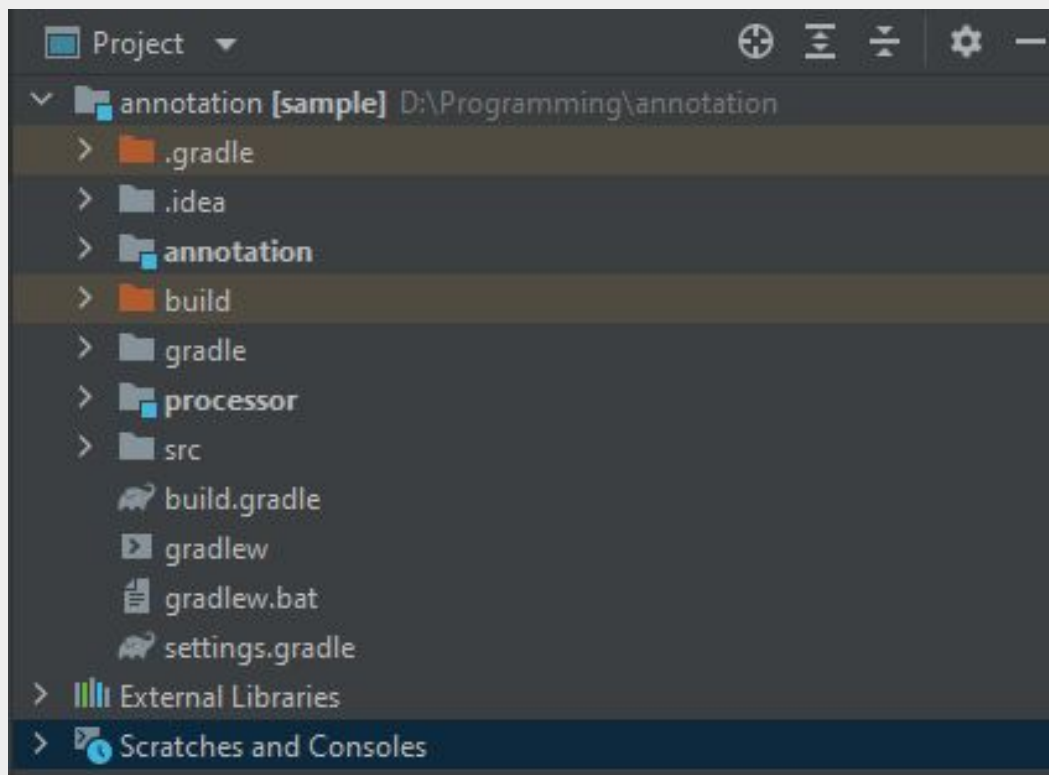 Project
annotation [sample] D:\Programming\annotation
.gradle
.idea
annotation
build
gradle
processor
src
build.gradle
gradlew
gradlew.bat
settings.gradle
External Libraries
Scratches and Consoles